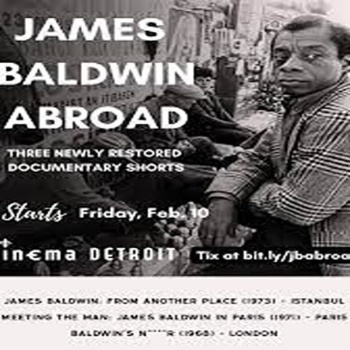 JAMES
BALDWIN
ABROAD
THREE NEWLY RESTORED
DOCUMENTARY SHORTS
Starts Friday, Feb. 10
inema DETROIT Tix at bit.ly/jbabroa
JAMES BALDWIN: FROM ANOTHER PLACE (1973) - ISTANBUL
MEETING THE MAN: JAMES BALDWIN IN PARIS (1971) - PARIS
BALDWIN'S N****R (1968) - LONDON